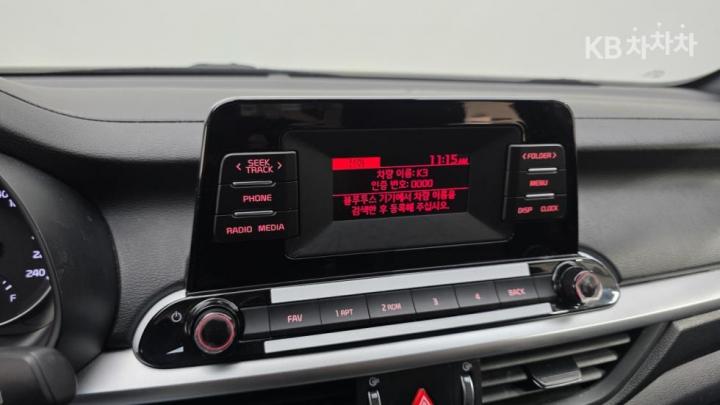 KB차차차
11:15AM
차량 이름: K3
인증 번호: 0000
블루투스 기기에서 차량 이름을
검색한 후 등록해 주십시오.
< SEEK TRACK >
PHONE
RADIO MEDIA
< FOLDER >
MENU
DISP CLOCK
FAV
1 RPT
2 RDM
3
4
BACK
240
F